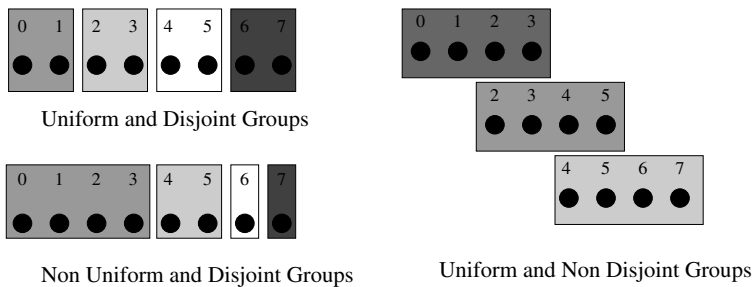 0 1 2 3 4 5 6 7
Uniform and Disjoint Groups
0 1 2 3 4 5 6 7
Non Uniform and Disjoint Groups
0 1 2 3
2 3 4 5
4 5 6 7
Uniform and Non Disjoint Groups